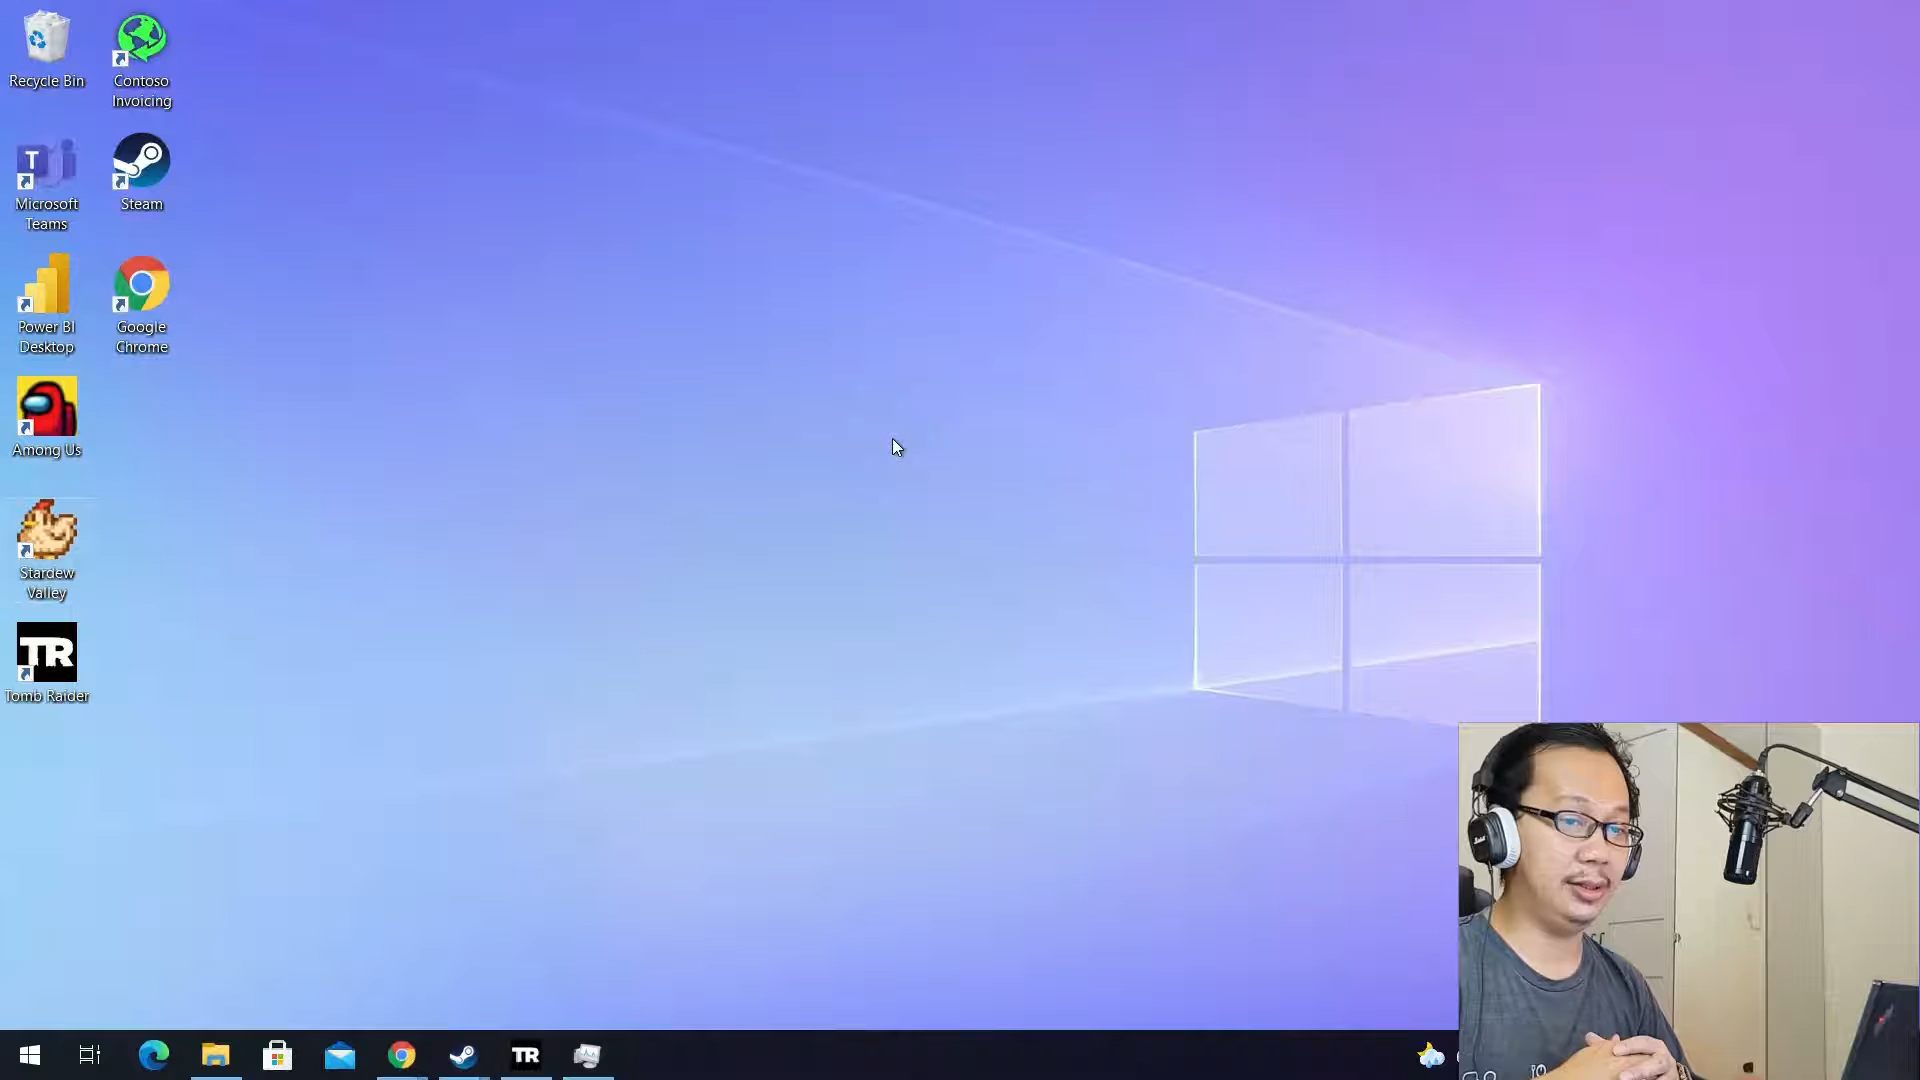 Recycle Bin
Contoso
Invoicing
T
Microsoft
Teams
Steam
Power BI
Desktop
Google
Chrome
Among Us
Stardew
Valley
TR
Tomb Raider
TR